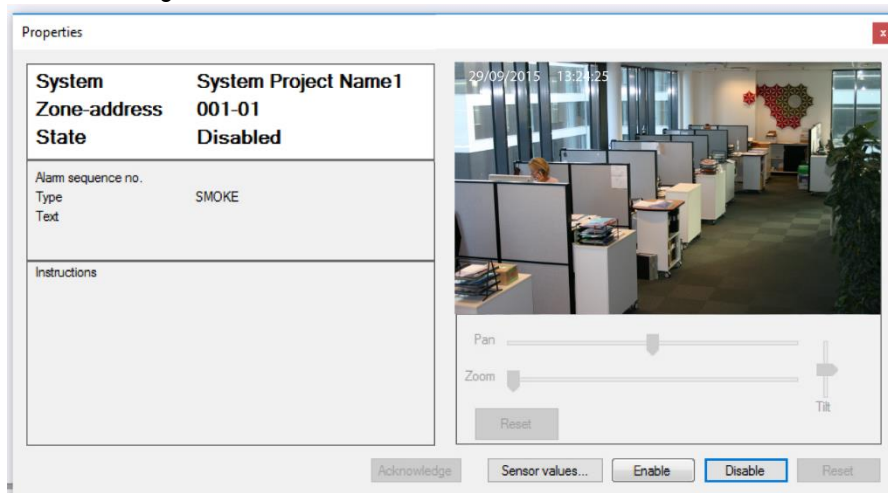 Properties
x
System System Project Name1
Zone-address 001-01
State Disabled
Alarm sequence no.
Type SMOKE
Text
Instructions
29/09/2015 13:24:25
Pan
Zoom
Tilt
Reset
Acknowledge Sensor values... Enable Disable Reset